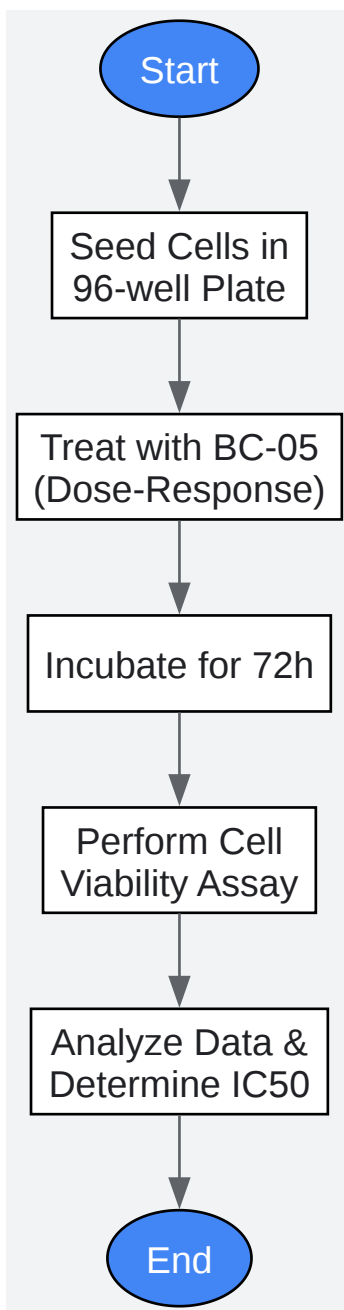 Start
Seed Cells in
96-well Plate
Treat with BC-05
(Dose-Response)
Incubate for 72h
Perform Cell
Viability Assay
Analyze Data &
Determine IC50
End